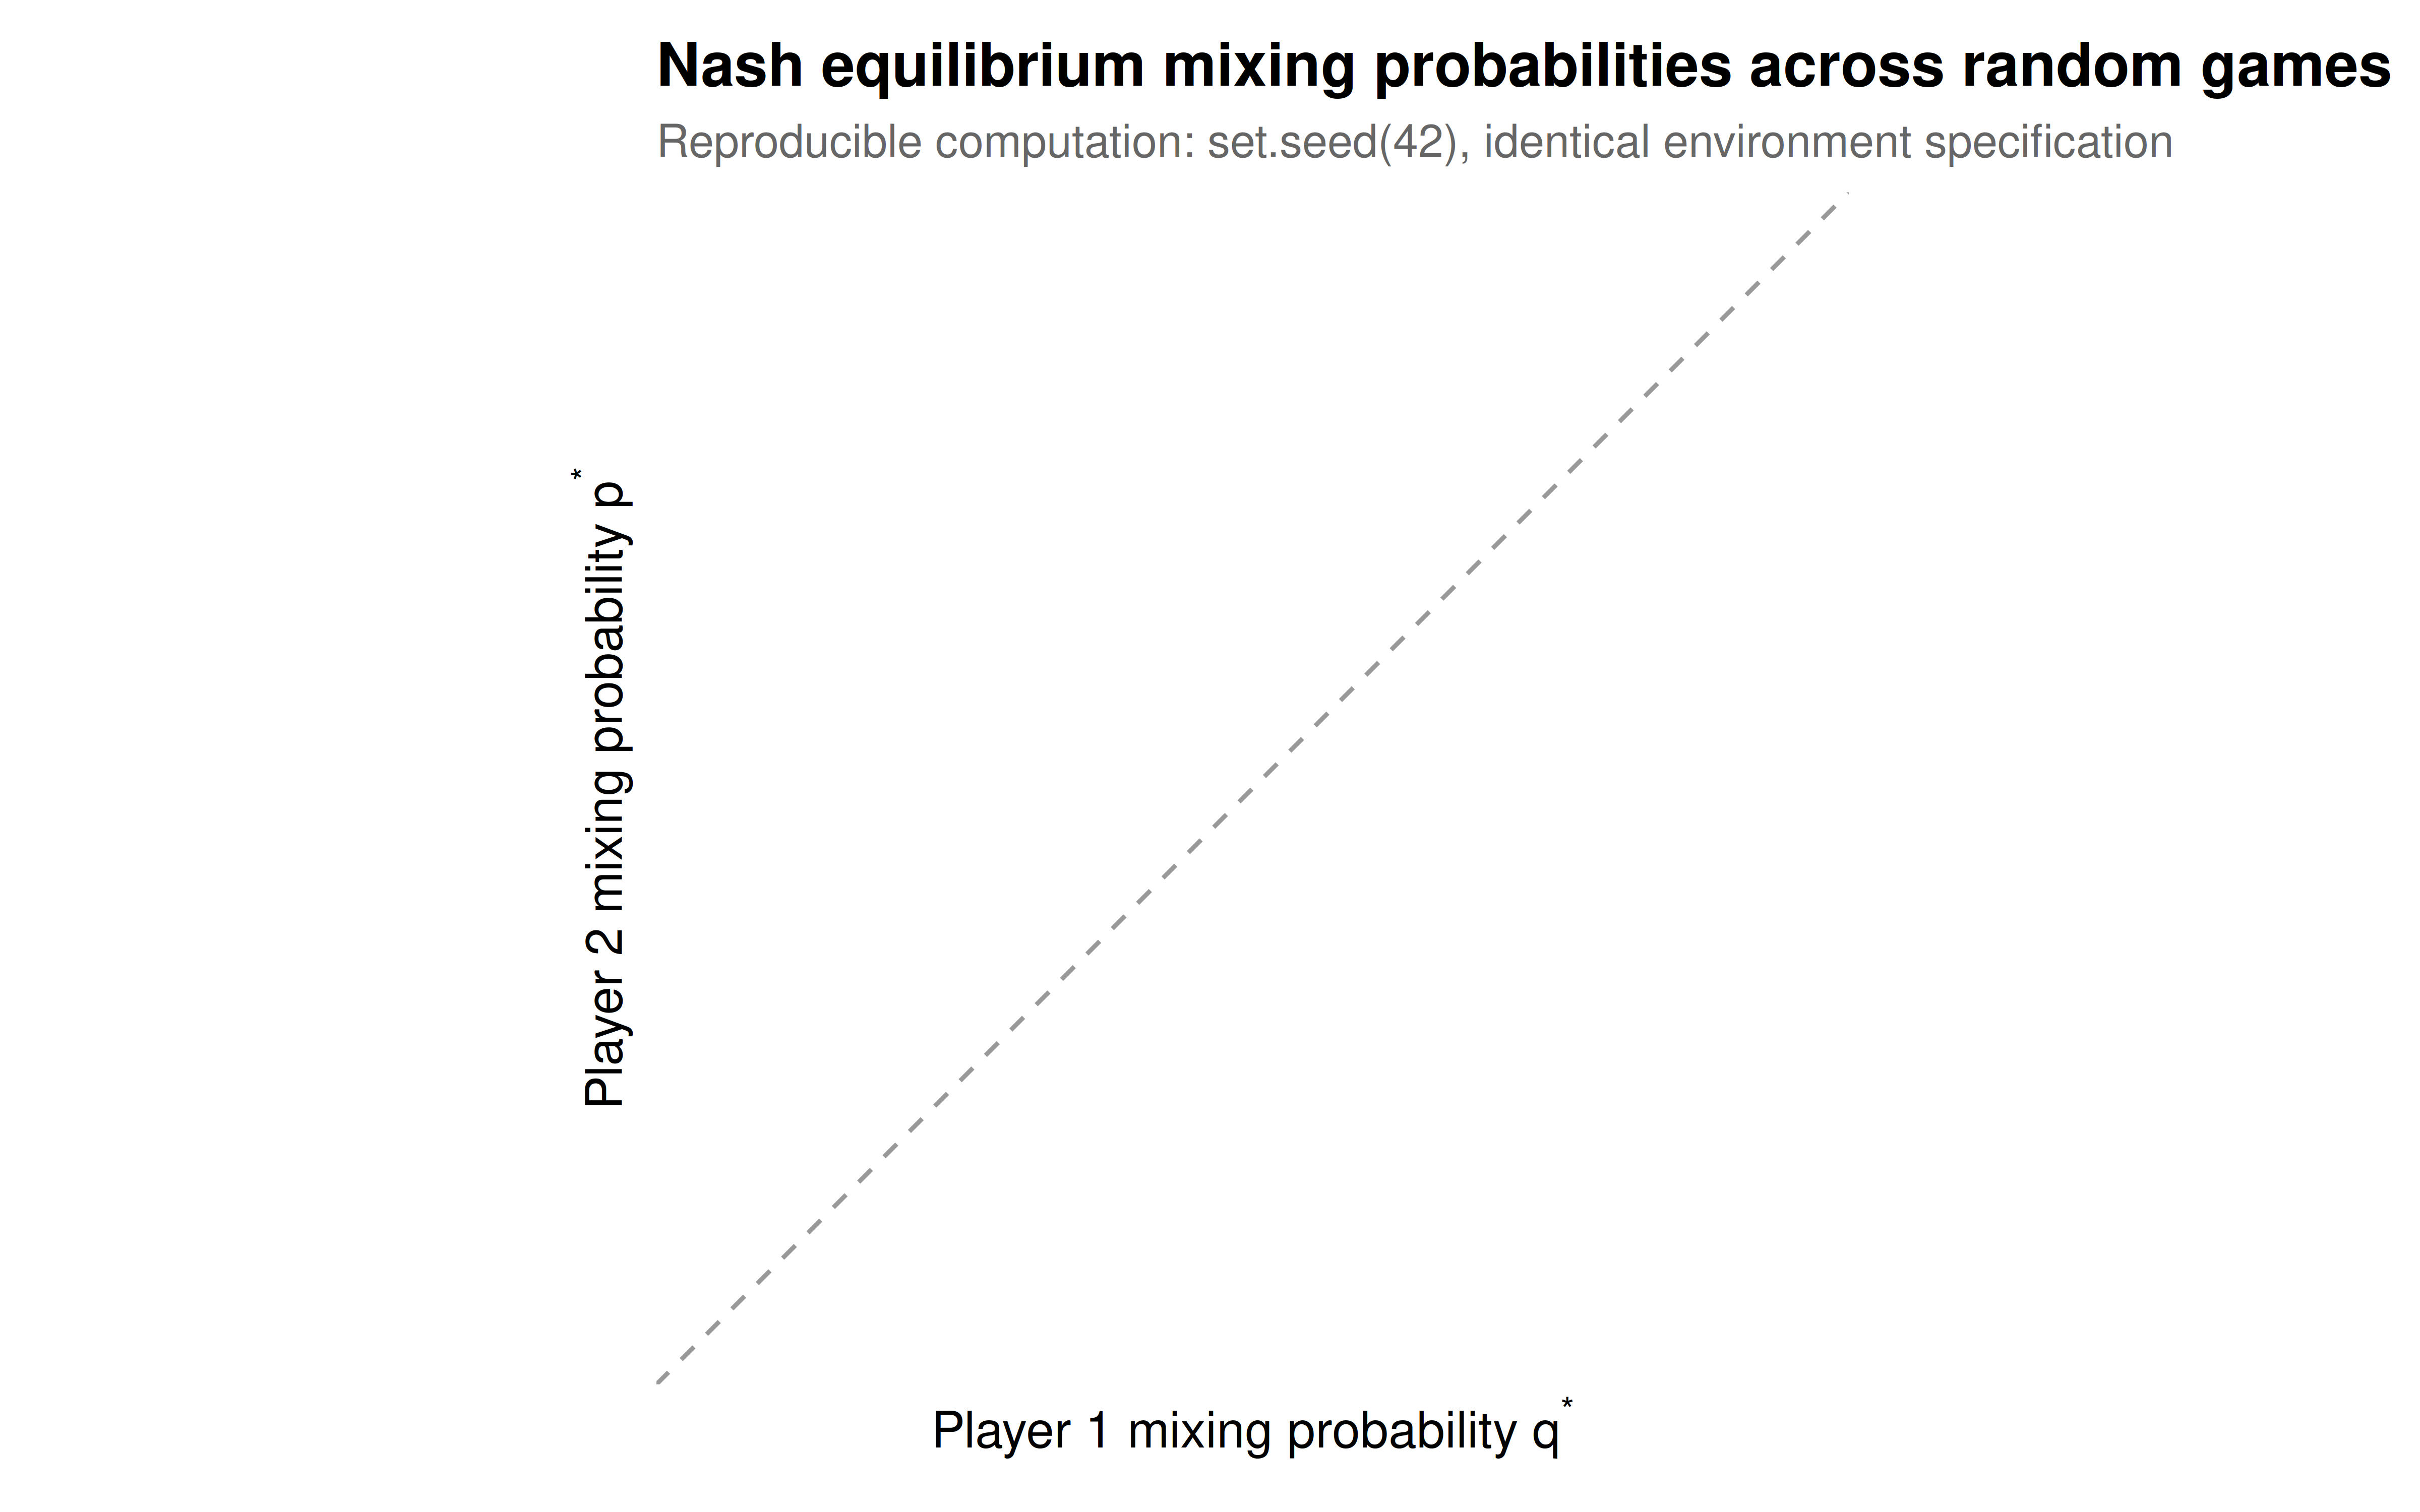 Nash equilibrium mixing probabilities across random games
Reproducible computation: set.seed(42), identical environment specification
Player 2 mixing probability p*
Player 1 mixing probability q*